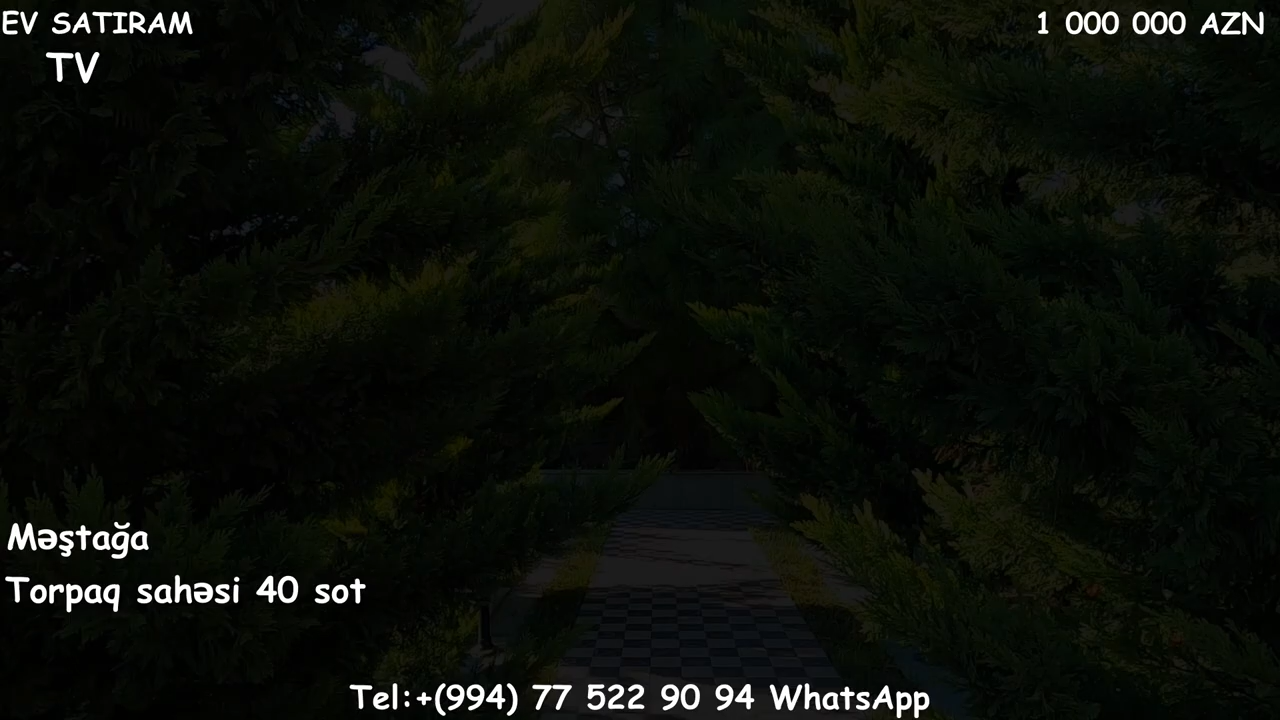 EV SATIRAM
TV
1 000 000 AZN
Məştağa
Torpaq sahəsi 40 sot
Tel:+(994) 77 522 90 94 WhatsApp